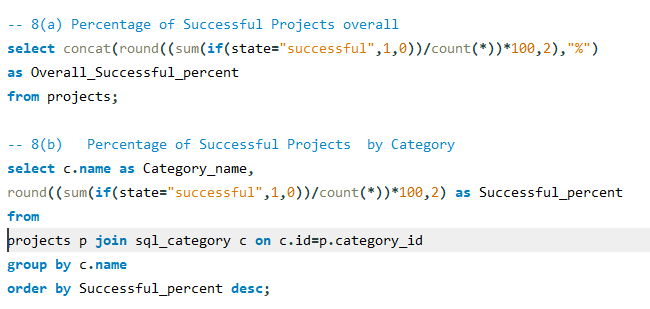 -- 8(a) Percentage of Successful Projects overall
select concat(round((sum(if(state="successful",1,0))/count(*))*100,2),"%")
as Overall_Successful_percent
from projects;
-- 8(b)   Percentage of Successful Projects  by Category
select c.name as Category_name,
round((sum(if(state="successful",1,0))/count(*))*100,2) as Successful_percent
from
projects p join sql_category c on c.id=p.category_id
group by c.name
order by Successful_percent desc;